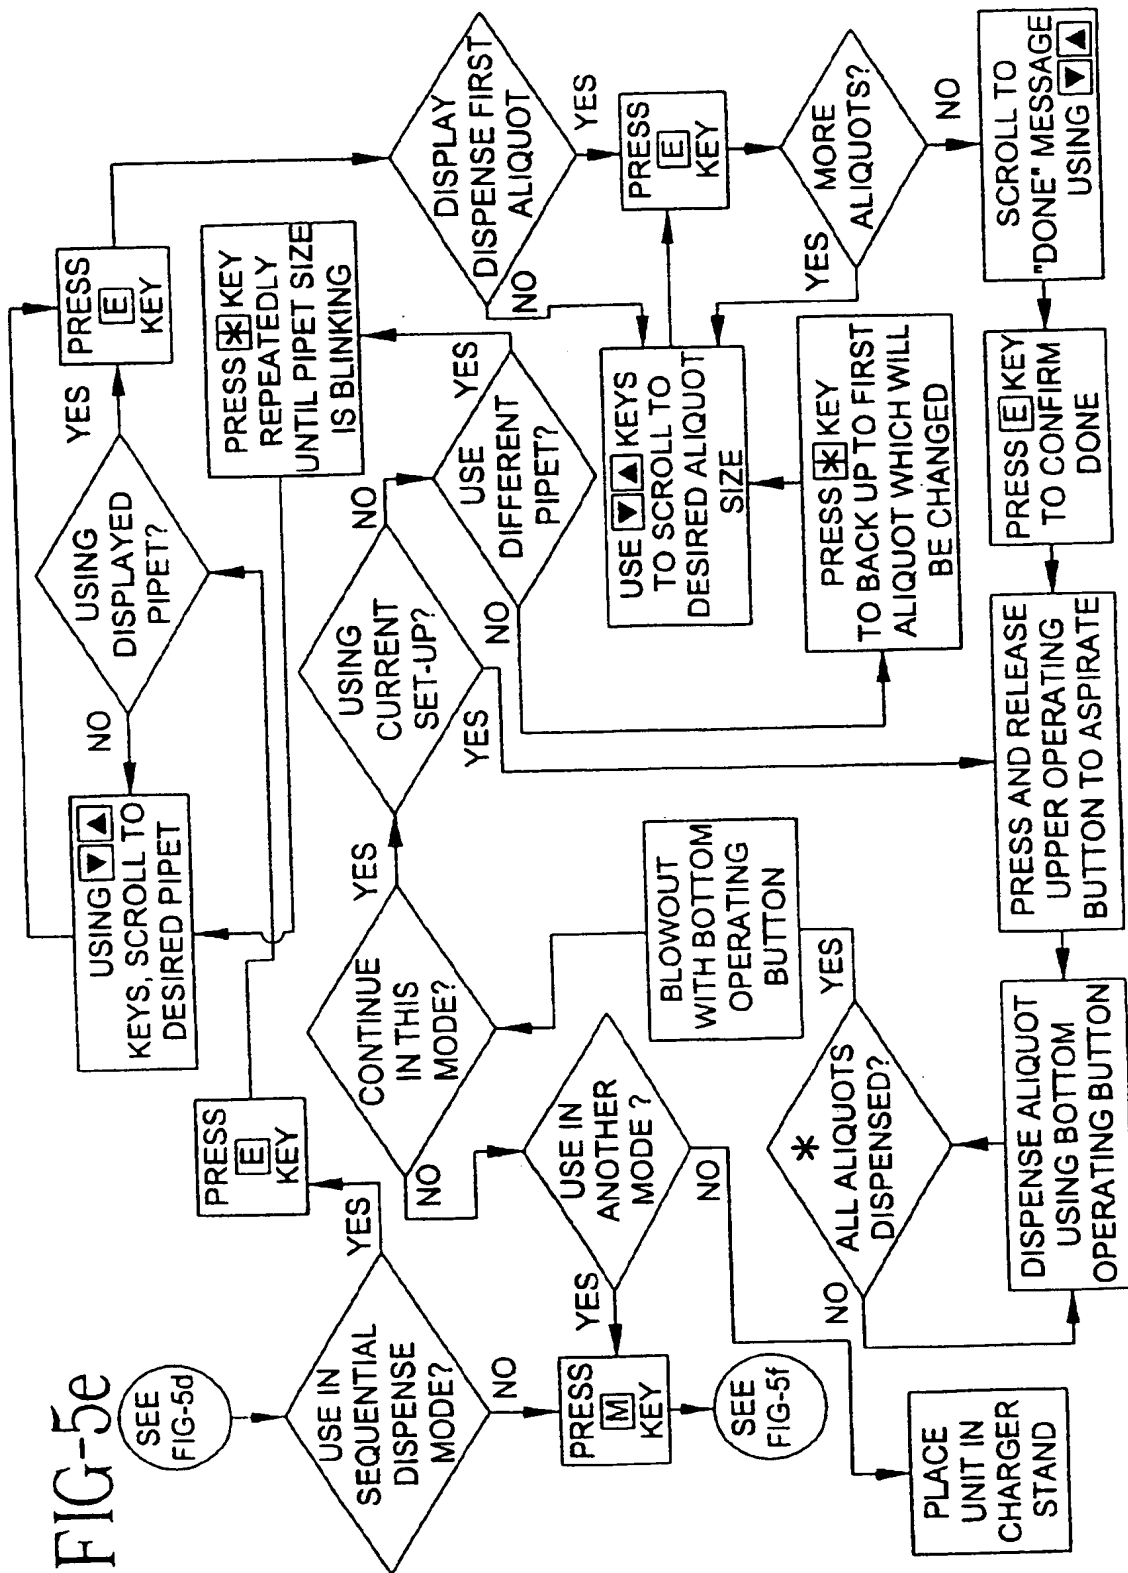 FIG-5e
SEE
FIG-5d
USE IN
SEQUENTIAL
DISPENSE
MODE?
YES
NO
PRESS
E
KEY
PRESS
M
KEY
SEE
FIG-5f
USING ▼ ▲
KEYS, SCROLL TO
DESIRED PIPET
NO
USING
DISPLAYED
PIPET?
YES
PRESS
E
KEY
CONTINUE
IN THIS
MODE?
YES
NO
USE IN
ANOTHER
MODE ?
YES
NO
PLACE
UNIT IN
CHARGER
STAND
USING
CURRENT
SET-UP?
NO
YES
PRESS * KEY
REPEATEDLY
UNTIL PIPET SIZE
IS BLINKING
USE
DIFFERENT
PIPET?
YES
NO
DISPLAY
DISPENSE FIRST
ALIQUOT
YES
NO
USE ▼ ▲ KEYS
TO SCROLL TO
DESIRED ALIQUOT
SIZE
PRESS
E
KEY
MORE
ALIQUOTS?
YES
NO
PRESS * KEY
TO BACK UP TO FIRST
ALIQUOT WHICH WILL
BE CHANGED
SCROLL TO
"DONE" MESSAGE
USING ▼ ▲
PRESS E KEY
TO CONFIRM
DONE
PRESS AND RELEASE
UPPER OPERATING
BUTTON TO ASPIRATE
DISPENSE ALIQUOT
USING BOTTOM
OPERATING BUTTON
*
ALL ALIQUOTS
DISPENSED?
NO
YES
BLOWOUT
WITH BOTTOM
OPERATING
BUTTON